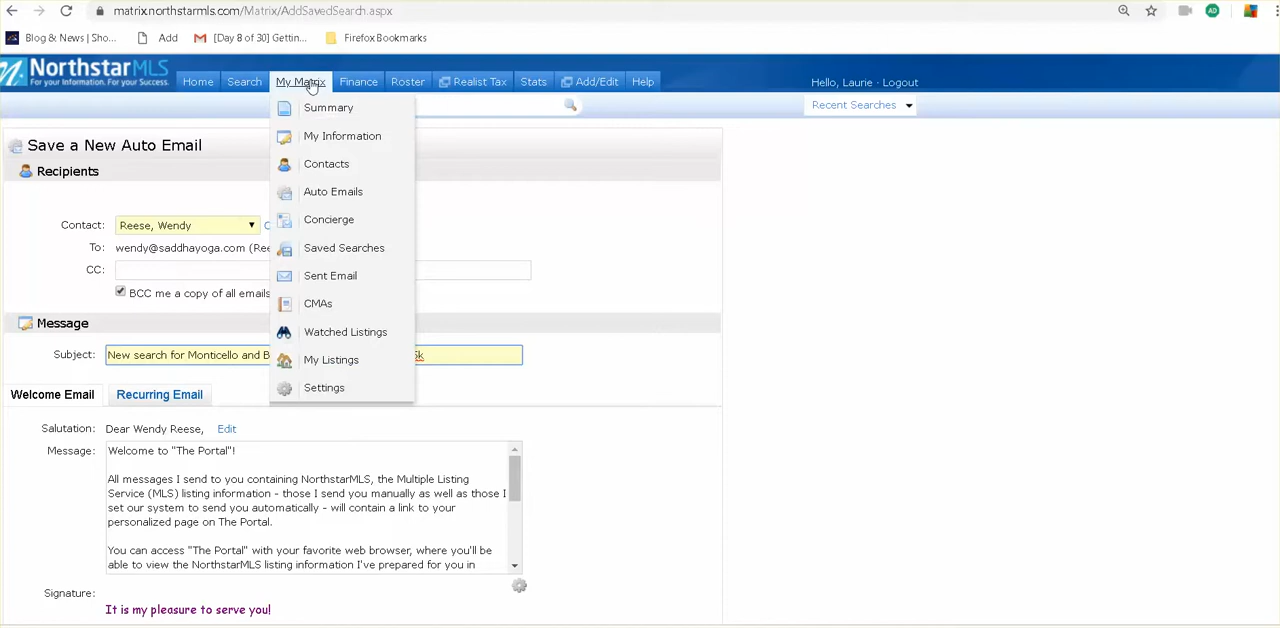 matrix.northstarmls.com/Matrix/AddSavedSearch.aspx
AD
Blog & News | Sho...
Add
[Day 8 of 30] Gettin...
Firefox Bookmarks
NorthstarMLS
For your Information. For your Success.
Home
Search
My Matrix
Finance
Roster
Realist Tax
Stats
Add/Edit
Help
Hello, Laurie · Logout
Recent Searches
Summary
My Information
Contacts
Auto Emails
Concierge
Saved Searches
Sent Email
CMAs
Watched Listings
My Listings
Settings
Save a New Auto Email
Recipients
Contact: Reese, Wendy
To: wendy@saddhayoga.com (Ree
CC:
BCC me a copy of all emails
Message
Subject: New search for Monticello and B
Welcome Email
Recurring Email
Salutation: Dear Wendy Reese, Edit
Message: Welcome to "The Portal"!
All messages I send to you containing NorthstarMLS, the Multiple Listing
Service (MLS) listing information - those I send you manually as well as those I
set our system to send you automatically - will contain a link to your
personalized page on The Portal.
You can access "The Portal" with your favorite web browser, where you'll be
able to view the NorthstarMLS listing information I've prepared for you in
Signature:
It is my pleasure to serve you!